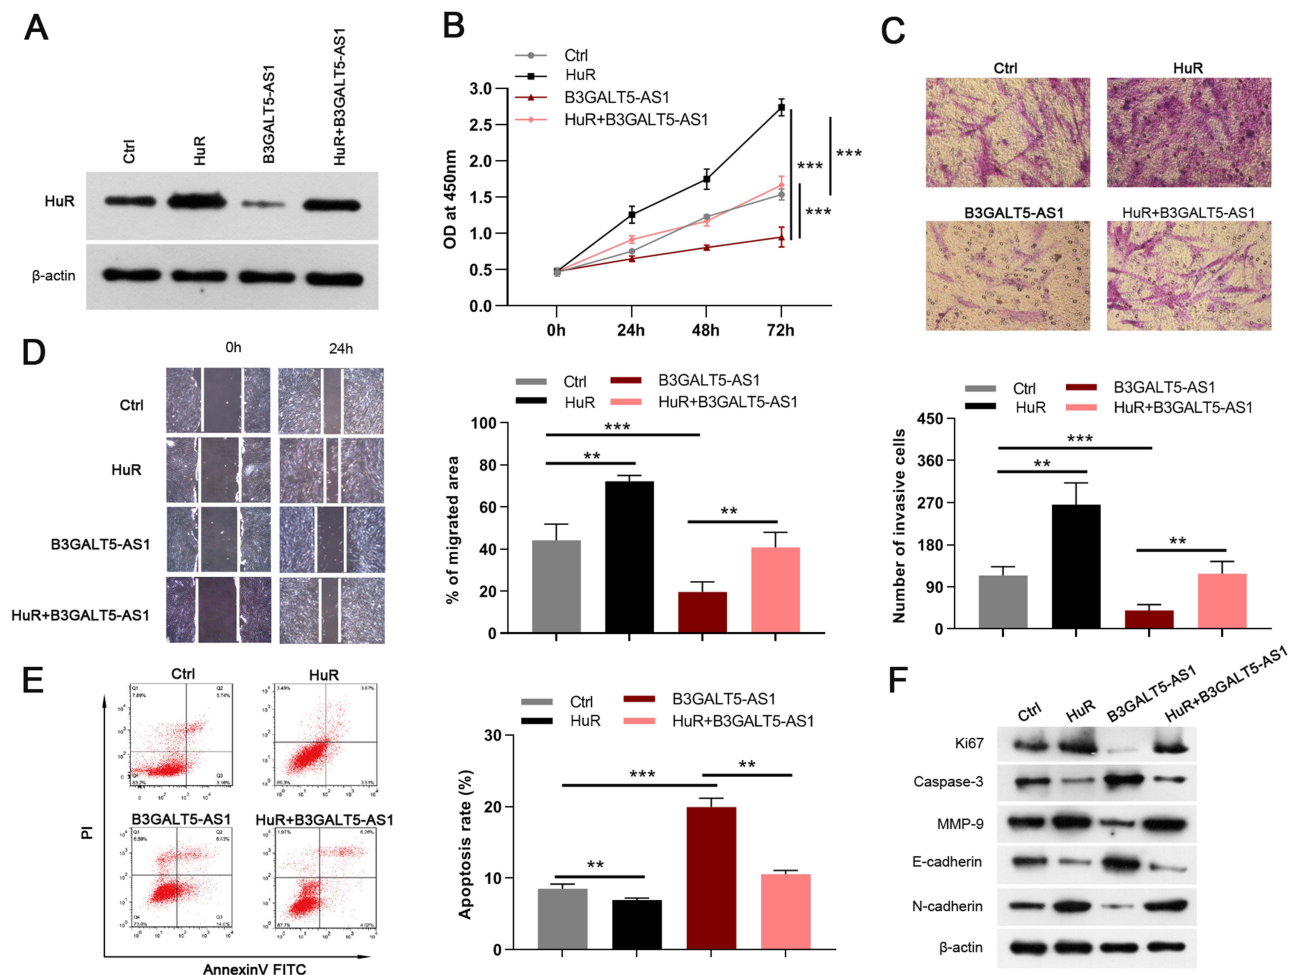 A
Ctrl
HuR
B3GALT5-AS1
HuR+B3GALT5-AS1
HuR
β-actin
B
Ctrl
HuR
B3GALT5-AS1
HuR+B3GALT5-AS1
OD at 450nm
3.0
2.5
2.0
1.5
1.0
0.5
0.0
0h
24h
48h
72h
***
***
***
C
Ctrl
HuR
B3GALT5-AS1
HuR+B3GALT5-AS1
D
0h
24h
Ctrl
HuR
B3GALT5-AS1
HuR+B3GALT5-AS1
Ctrl
B3GALT5-AS1
HuR
HuR+B3GALT5-AS1
% of migrated area
100
80
60
40
20
0
***
**
**
Ctrl
B3GALT5-AS1
HuR
HuR+B3GALT5-AS1
Number of invasive cells
450
360
270
180
90
0
***
**
**
E
Ctrl
HuR
B3GALT5-AS1
HuR+B3GALT5-AS1
PI
AnnexinV FITC
Ctrl
B3GALT5-AS1
HuR
HuR+B3GALT5-AS1
Apoptosis rate (%)
30
20
10
0
***
**
**
F
Ctrl
HuR
B3GALT5-AS1
HuR+B3GALT5-AS1
Ki67
Caspase-3
MMP-9
E-cadherin
N-cadherin
β-actin